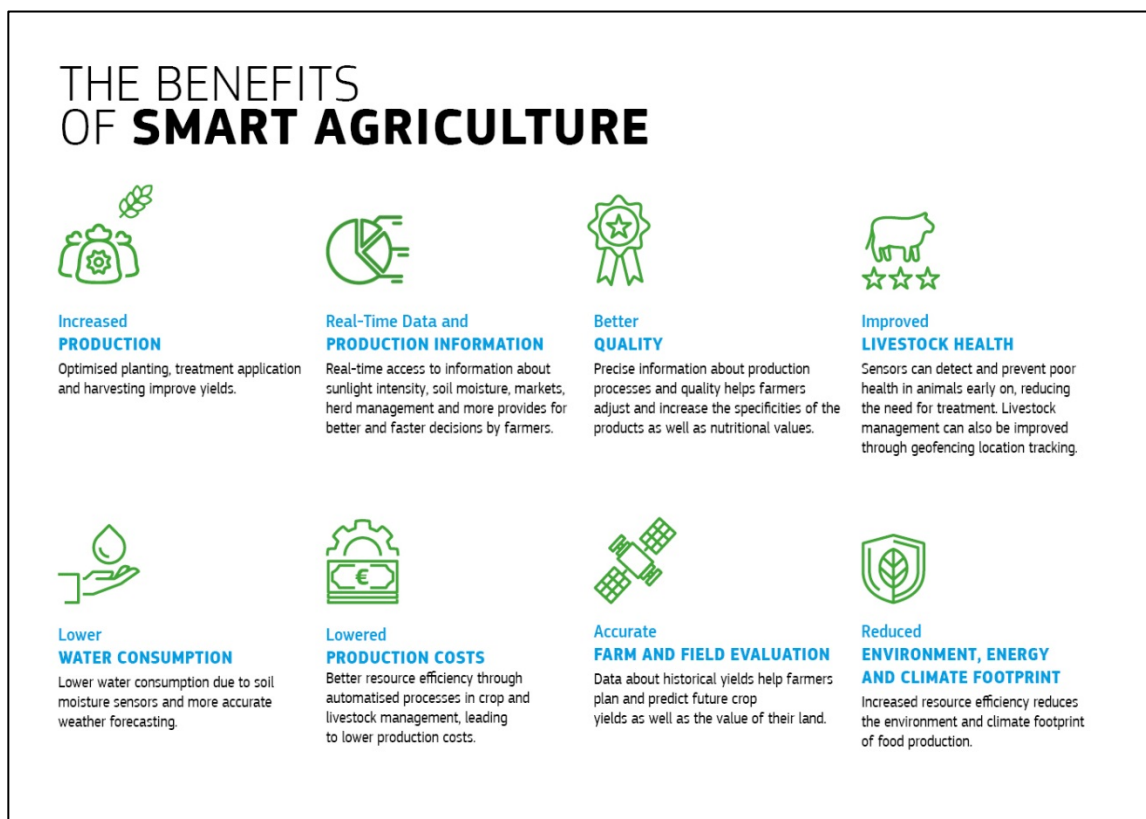 THE BENEFITS
OF SMART AGRICULTURE
Increased
PRODUCTION
Optimised planting, treatment application
and harvesting improve yields.
Real-Time Data and
PRODUCTION INFORMATION
Real-time access to information about
sunlight intensity, soil moisture, markets,
herd management and more provides for
better and faster decisions by farmers.
Better
QUALITY
Precise information about production
processes and quality helps farmers
adjust and increase the specificities of the
products as well as nutritional values.
Improved
LIVESTOCK HEALTH
Sensors can detect and prevent poor
health in animals early on, reducing
the need for treatment. Livestock
management can also be improved
through geofencing location tracking.
Lower
WATER CONSUMPTION
Lower water consumption due to soil
moisture sensors and more accurate
weather forecasting.
€
Lowered
PRODUCTION COSTS
Better resource efficiency through
automatised processes in crop and
livestock management, leading
to lower production costs.
Accurate
FARM AND FIELD EVALUATION
Data about historical yields help farmers
plan and predict future crop
yields as well as the value of their land.
Reduced
ENVIRONMENT, ENERGY
AND CLIMATE FOOTPRINT
Increased resource efficiency reduces
the environment and climate footprint
of food production.